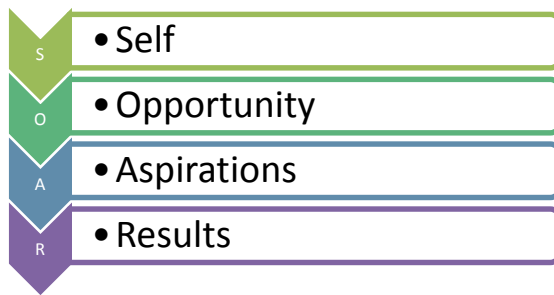 S
• Self
O
• Opportunity
A
• Aspirations
R
• Results